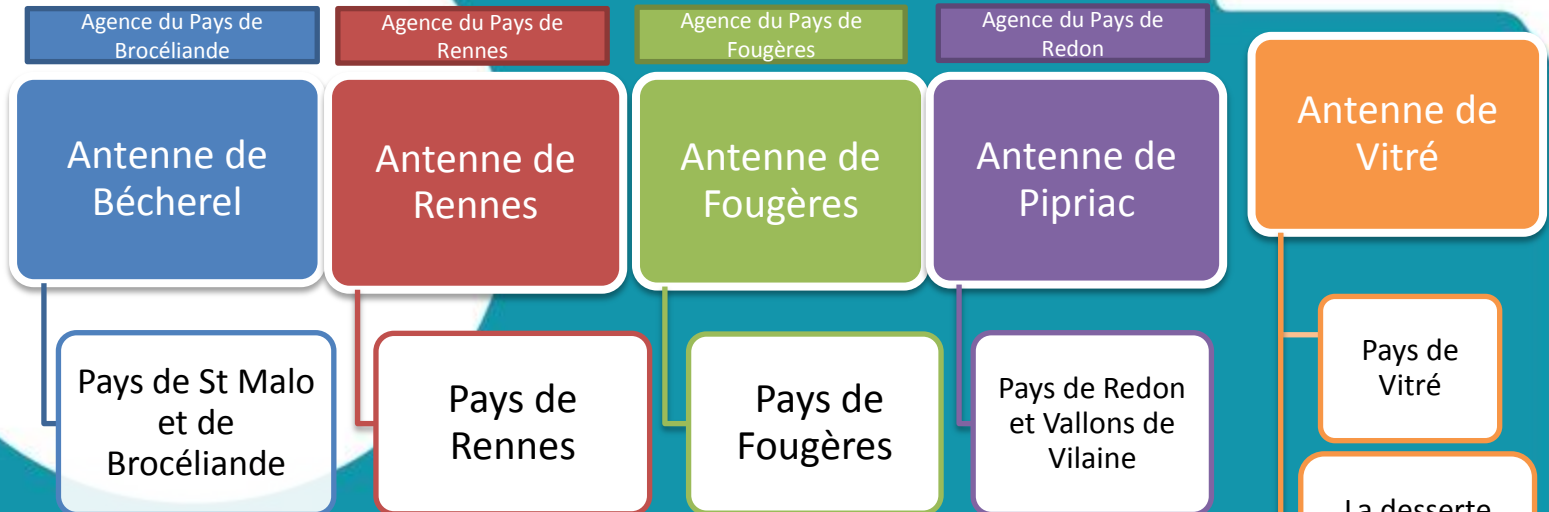 Agence du Pays de
Brocéliande
Agence du Pays de
Rennes
Agence du Pays de
Fougères
Agence du Pays de
Redon
Antenne de
Bécherel
Antenne de
Rennes
Antenne de
Fougères
Antenne de
Pipriac
Antenne de
Vitré
Pays de St Malo
et de
Brocéliande
Pays de
Rennes
Pays de
Fougères
Pays de Redon
et Vallons de
Vilaine
Pays de
Vitré
La desserte